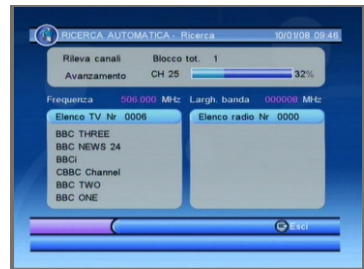 RICERCA AUTOMATICA - Ricerca 10/01/08 09:46
Rileva canali Blocco tot. 1
Avanzamento CH 25 32%
Frequenza 506.000 MHz Largh. banda 000008 MHz
Elenco TV Nr 0006 Elenco radio Nr 0000
BBC THREE
BBC NEWS 24
BBCi
CBBC Channel
BBC TWO
BBC ONE
Esci